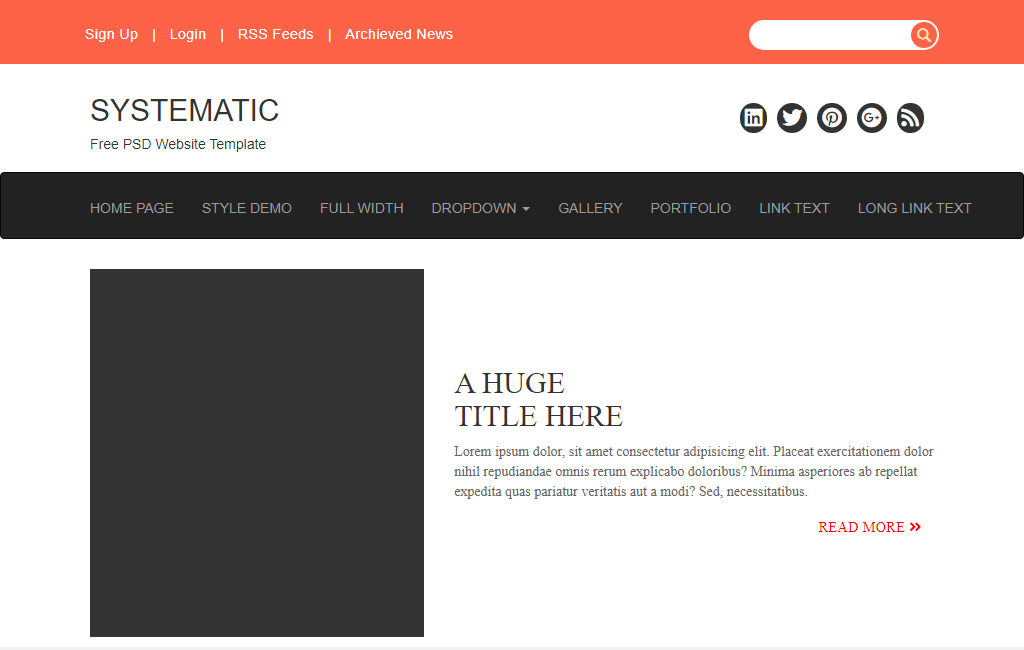 Sign Up | Login | RSS Feeds | Archieved News
SYSTEMATIC
Free PSD Website Template
HOME PAGE STYLE DEMO FULL WIDTH DROPDOWN GALLERY PORTFOLIO LINK TEXT LONG LINK TEXT
A HUGE
TITLE HERE
Lorem ipsum dolor, sit amet consectetur adipisicing elit. Placeat exercitationem dolor
nihil repudiandae omnis rerum explicabo doloribus? Minima asperiores ab repellat
expedita quas pariatur veritatis aut a modi? Sed, necessitatibus.
READ MORE »